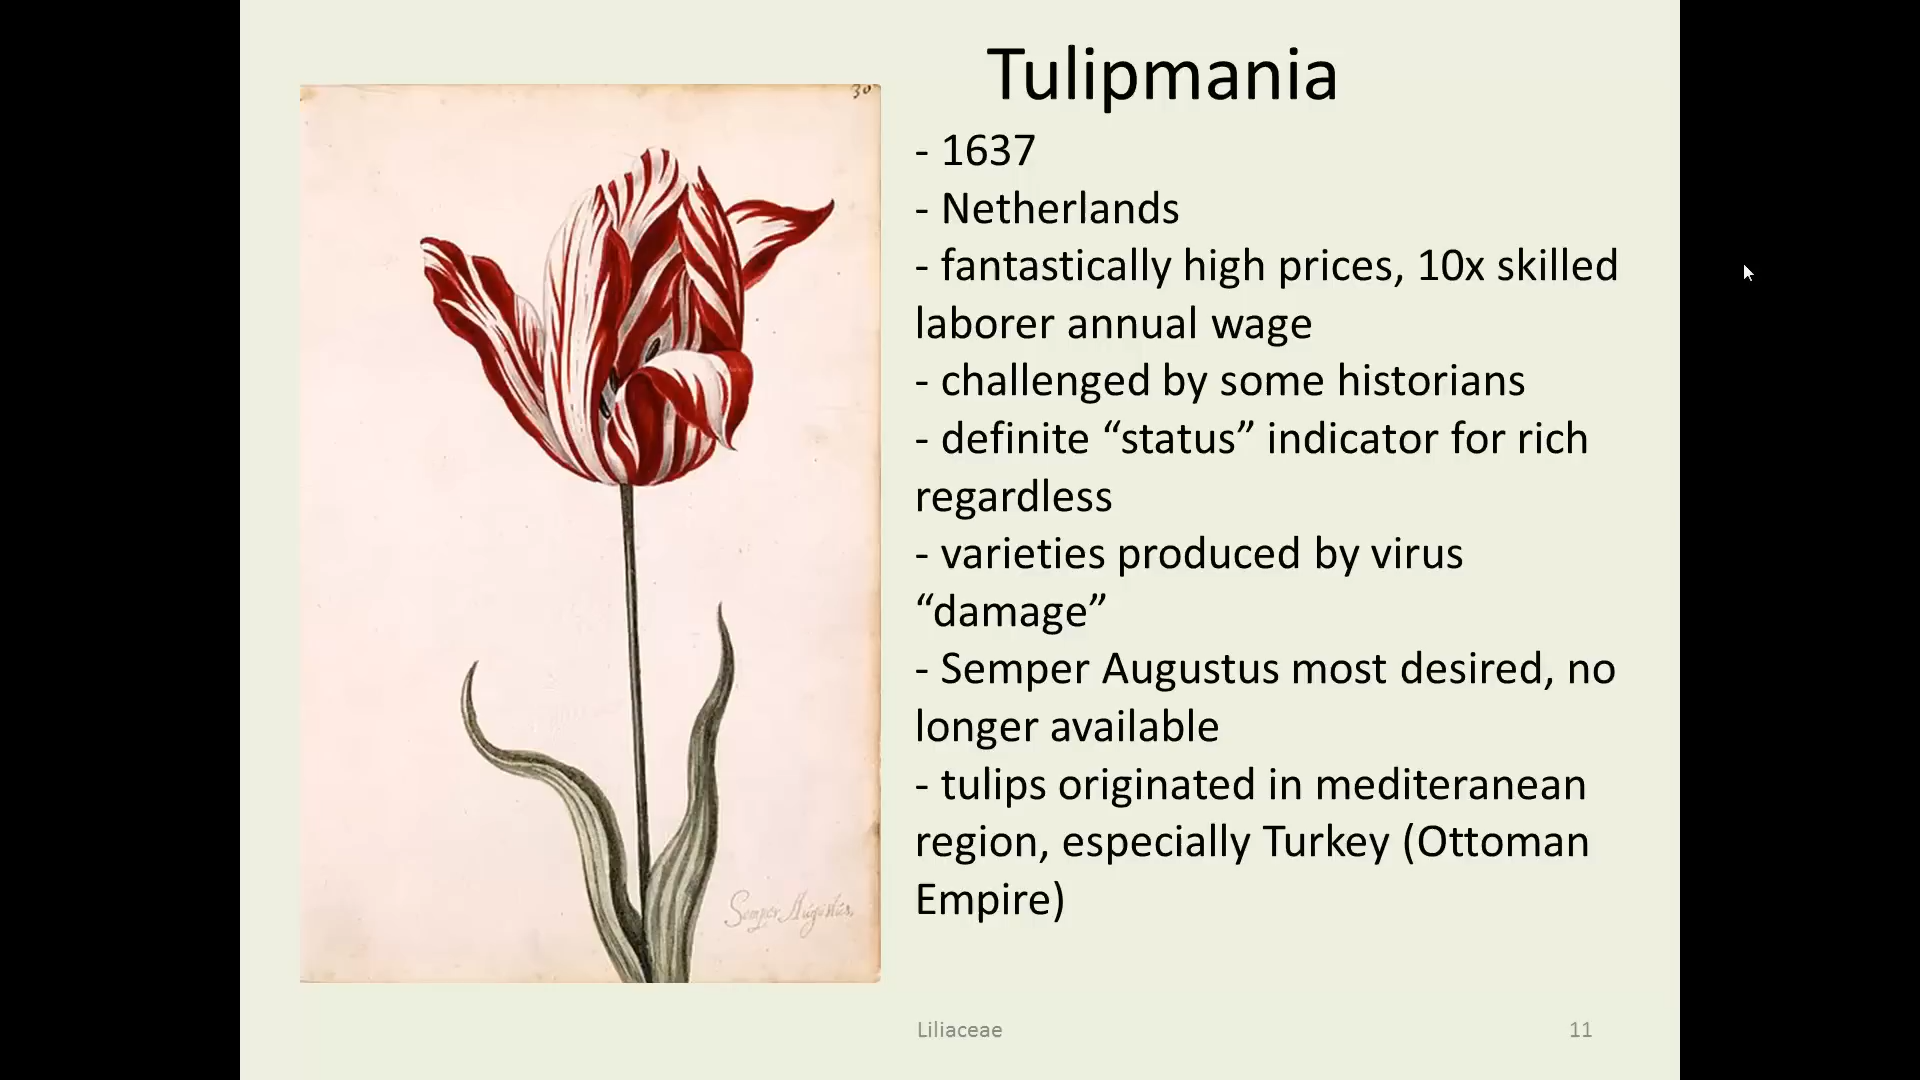 Tulipmania
30
- 1637
- Netherlands
- fantastically high prices, 10x skilled
laborer annual wage
- challenged by some historians
- definite “status” indicator for rich
regardless
- varieties produced by virus
“damage”
- Semper Augustus most desired, no
longer available
- tulips originated in mediteranean
region, especially Turkey (Ottoman
Empire)
Semper Augustus
Liliaceae
11